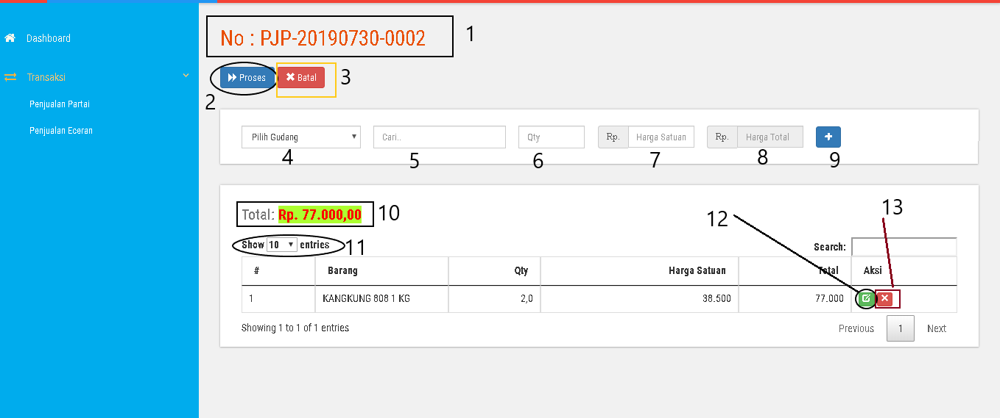 Dashboard
Transaksi
Penjualan Partai
Penjualan Eceran
No : PJP-20190730-0002 1
Proses Batal 3
2
Pilih Gudang Cari.. Qty Rp. Harga Satuan Rp. Harga Total
4 5 6 7 8 9
Total: Rp. 77.000,00 10
12 13
Show 10 entries 11 Search:
# Barang Qty Harga Satuan Total Aksi
1 KANGKUNG 808 1 KG 2,0 38.500 77.000
Showing 1 to 1 of 1 entries Previous 1 Next